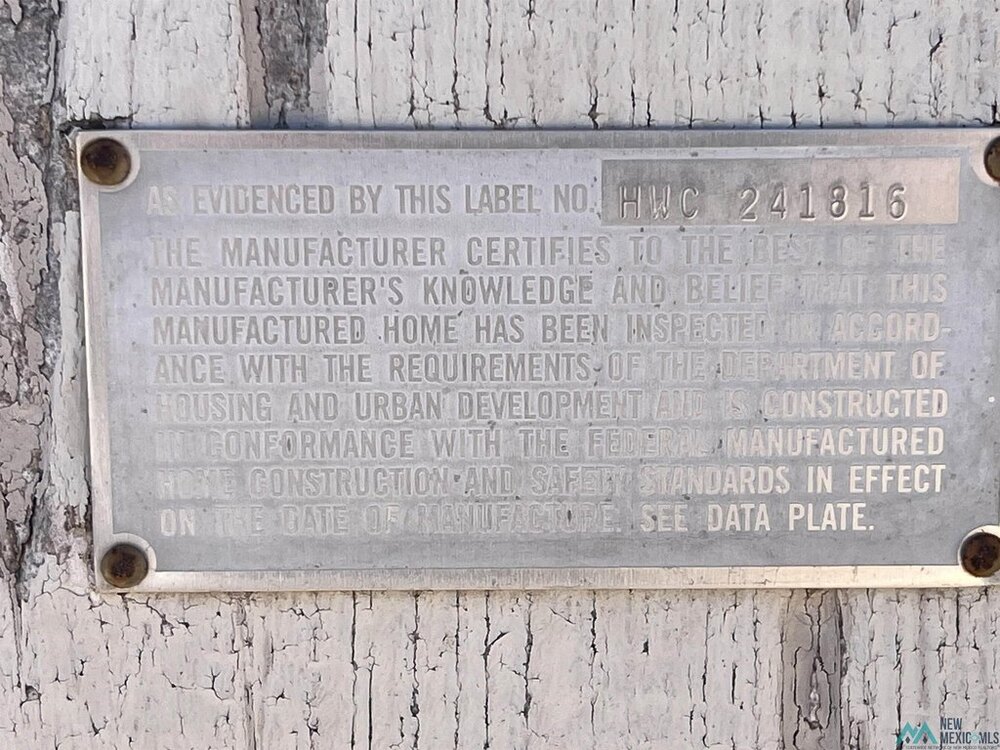 AS EVIDENCED BY THIS LABEL NO. HWC 241816
THE MANUFACTURER CERTIFIES TO THE BEST OF THE
MANUFACTURER'S KNOWLEDGE AND BELIEF THAT THIS
MANUFACTURED HOME HAS BEEN INSPECTED IN ACCORD-
ANCE WITH THE REQUIREMENTS OF THE DEPARTMENT OF
HOUSING AND URBAN DEVELOPMENT AND IS CONSTRUCTED
IN CONFORMANCE WITH THE FEDERAL MANUFACTURED
HOME CONSTRUCTION AND SAFETY STANDARDS IN EFFECT
ON THE DATE OF MANUFACTURE. SEE DATA PLATE.
NEW
MEXICOMLS